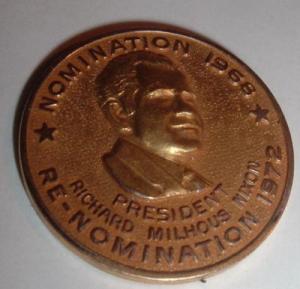 NOMINATION 1968
PRESIDENT
RICHARD MILHOUS NIXON
RE-NOMINATION 1972